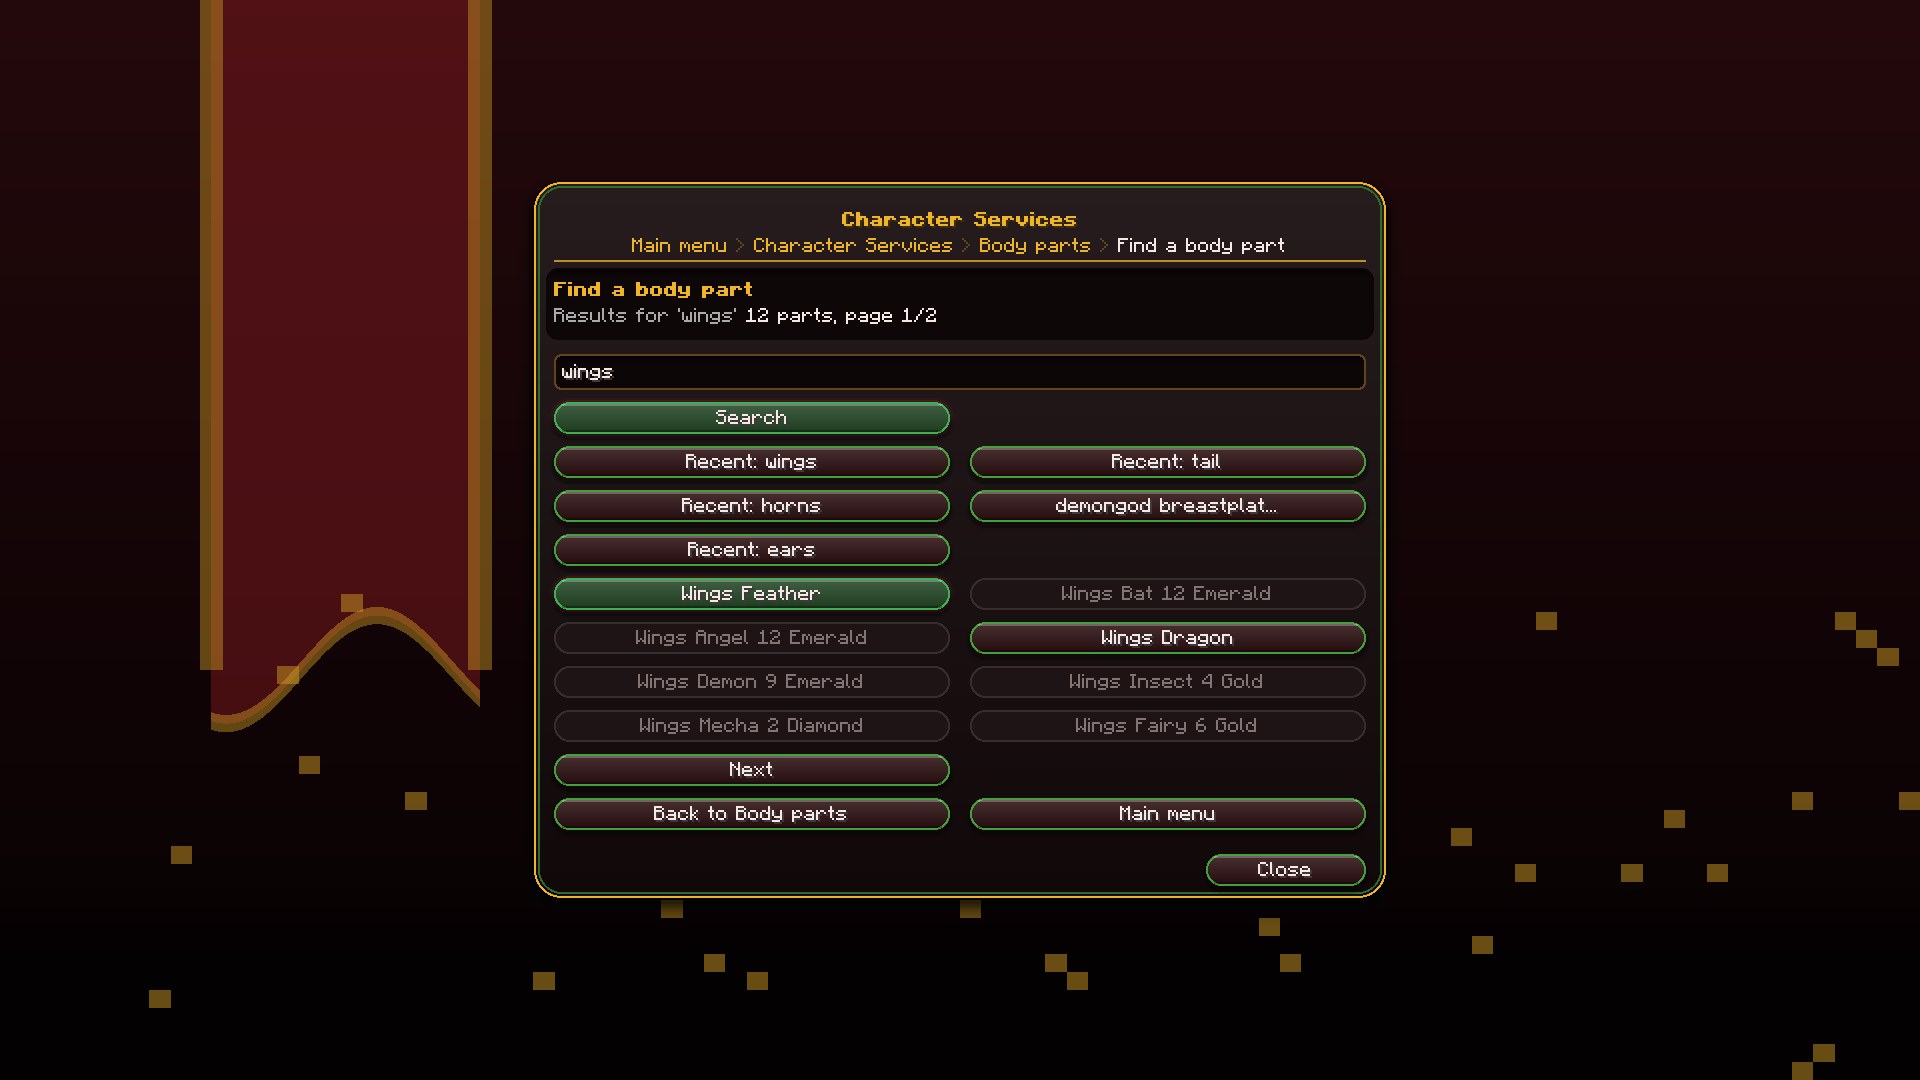 Character Services
Main menu > Character Services > Body parts > Find a body part
Find a body part
Results for 'wings' 12 parts, page 1/2
wings
Search
Recent: wings
Recent: tail
Recent: horns
demongod breastplat...
Recent: ears
Wings Feather
Wings Bat 12 Emerald
Wings Angel 12 Emerald
Wings Dragon
Wings Demon 9 Emerald
Wings Insect 4 Gold
Wings Mecha 2 Diamond
Wings Fairy 6 Gold
Next
Back to Body parts
Main menu
Close